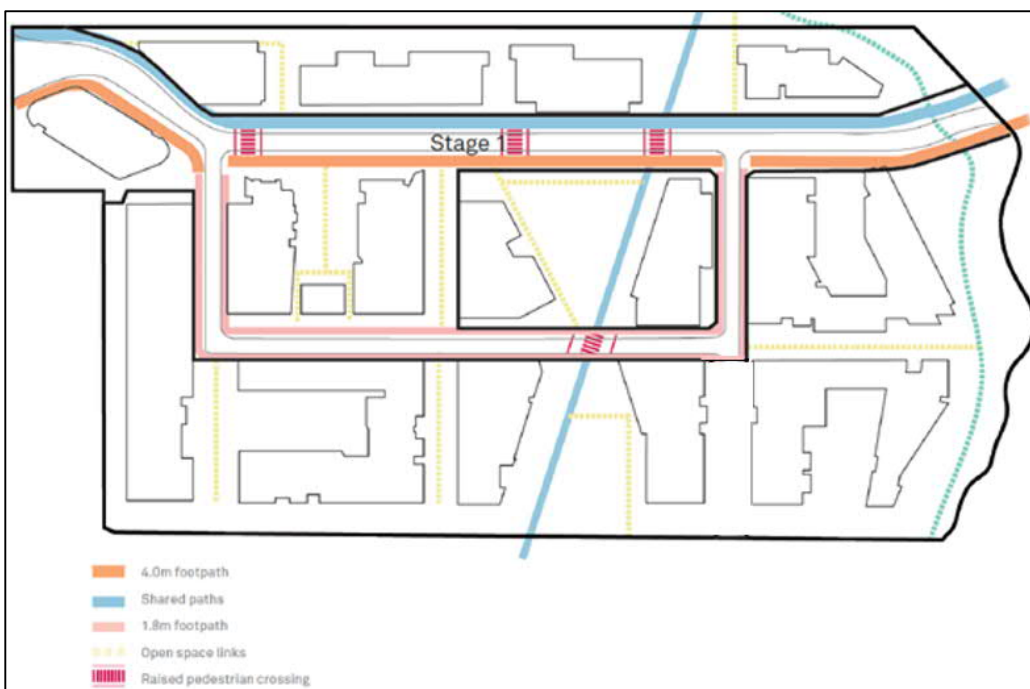 Stage 1
4.0m footpath
Shared paths
1.8m footpath
Open space links
Raised pedestrian crossing